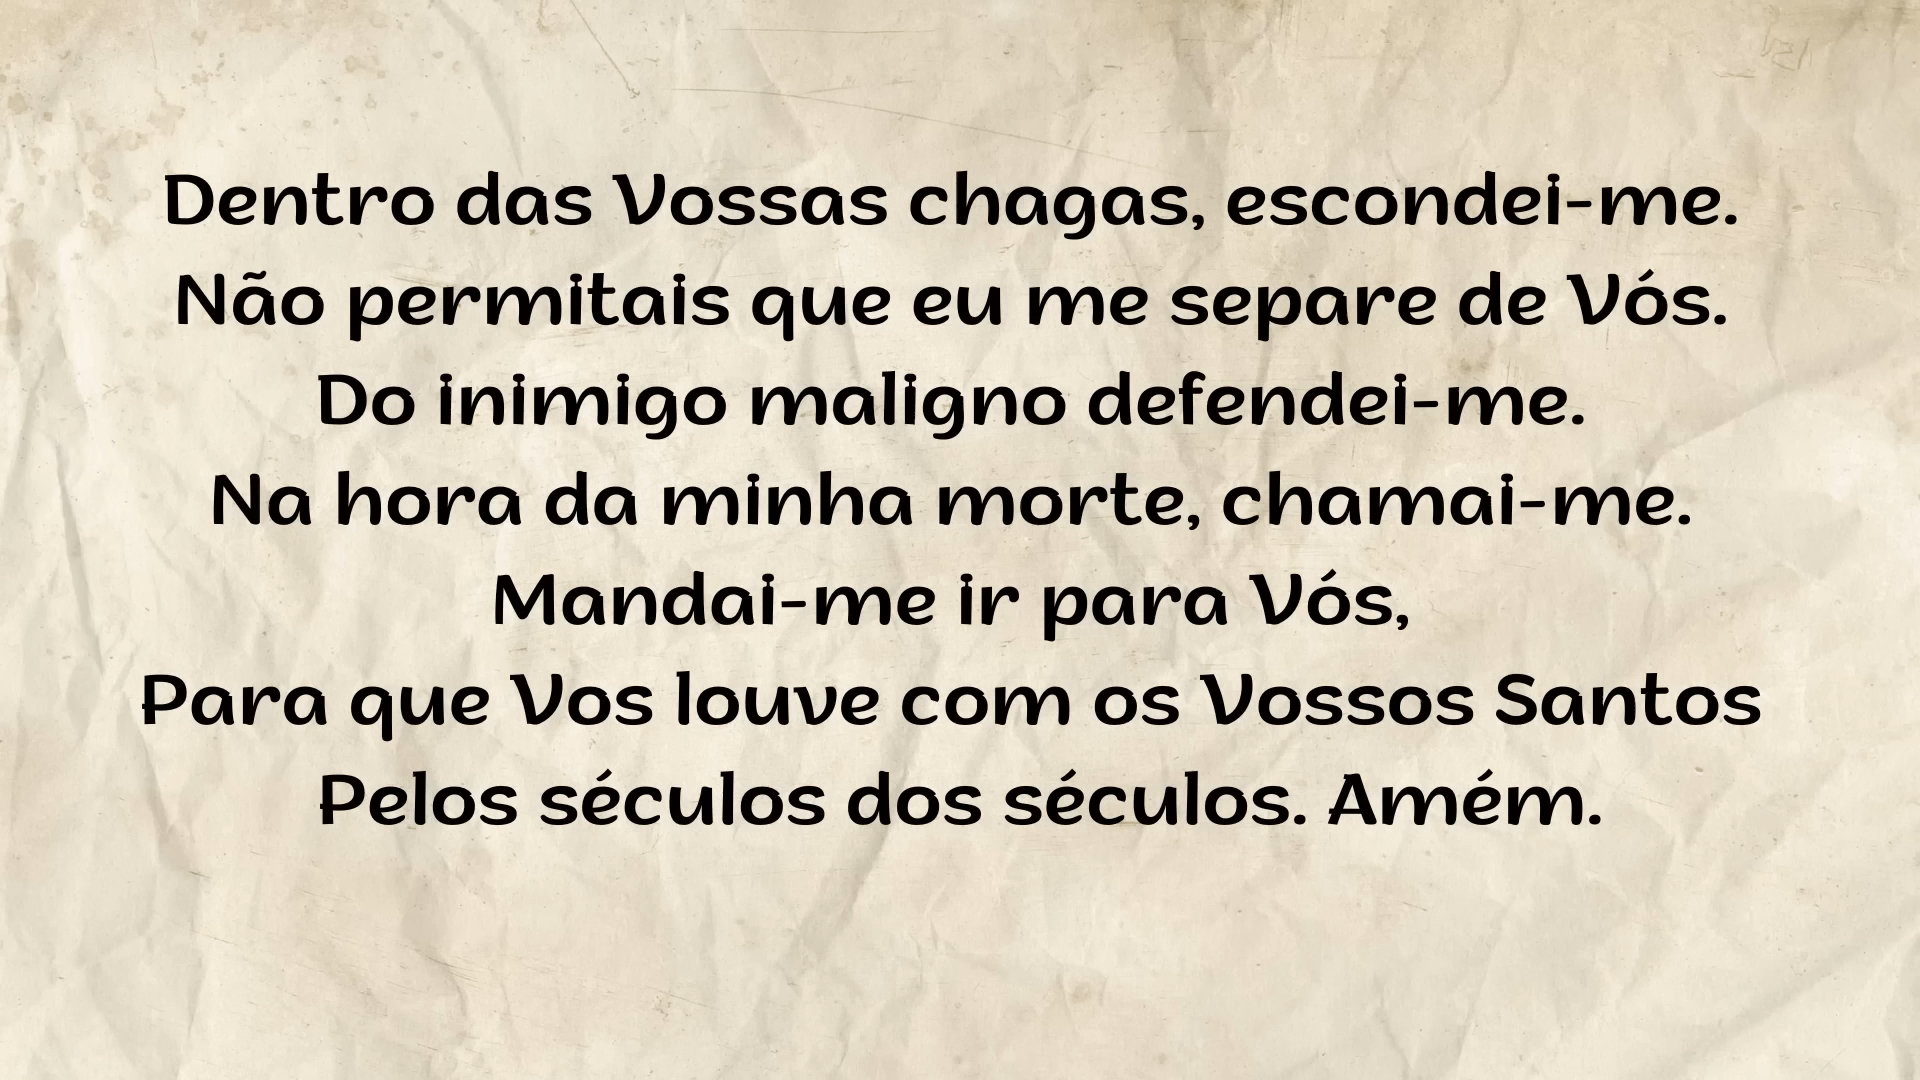 Dentro das Vossas chagas, escondei-me.
Não permitais que eu me separe de Vós.
Do inimigo maligno defendei-me.
Na hora da minha morte, chamai-me.
Mandai-me ir para Vós,
Para que Vos louve com os Vossos Santos
Pelos séculos dos séculos. Amém.